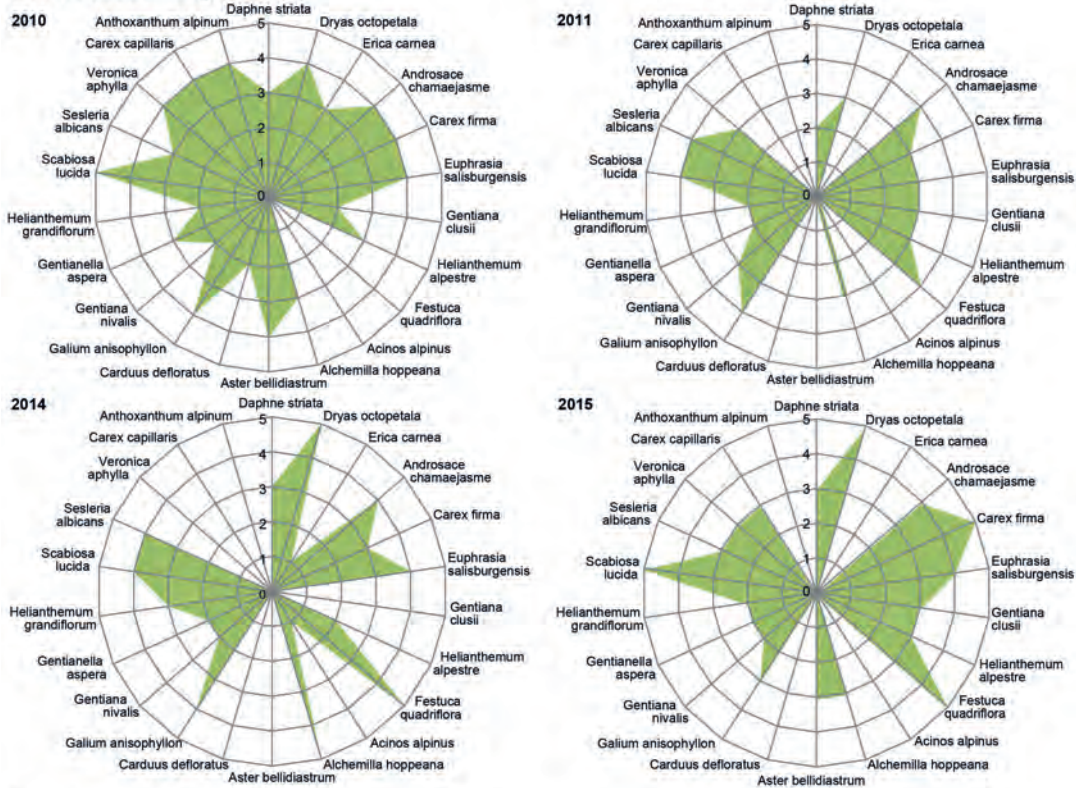 2010
Daphne striata
Dryas octopetala
Erica carnea
Androsace
chamaejasme
Carex firma
Euphrasia
salisburgensis
Gentiana
clusii
Helianthemum
alpestre
Festuca
quadriflora
Acinos alpinus
Alchemilla hoppeana
Aster bellidiastrum
Carduus defloratus
Galium anisophyllon
Gentiana
nivalis
Gentianella
aspera
Helianthemum
grandiflorum
Scabiosa
lucida
Sesleria
albicans
Veronica
aphylla
Carex capillaris
Anthoxanthum alpinum
5
4
3
2
1
0
2011
Daphne striata
Dryas octopetala
Erica carnea
Androsace
chamaejasme
Carex firma
Euphrasia
salisburgensis
Gentiana
clusii
Helianthemum
alpestre
Festuca
quadriflora
Acinos alpinus
Alchemilla hoppeana
Aster bellidiastrum
Carduus defloratus
Galium anisophyllon
Gentiana
nivalis
Gentianella
aspera
Helianthemum
grandiflorum
Scabiosa
lucida
Sesleria
albicans
Veronica
aphylla
Carex capillaris
Anthoxanthum alpinum
5
4
3
2
1
0
2014
Daphne striata
Dryas octopetala
Erica carnea
Androsace
chamaejasme
Carex firma
Euphrasia
salisburgensis
Gentiana
clusii
Helianthemum
alpestre
Festuca
quadriflora
Acinos alpinus
Alchemilla hoppeana
Aster bellidiastrum
Carduus defloratus
Galium anisophyllon
Gentiana
nivalis
Gentianella
aspera
Helianthemum
grandiflorum
Scabiosa
lucida
Sesleria
albicans
Veronica
aphylla
Carex capillaris
Anthoxanthum alpinum
5
4
3
2
1
0
2015
Daphne striata
Dryas octopetala
Erica carnea
Androsace
chamaejasme
Carex firma
Euphrasia
salisburgensis
Gentiana
clusii
Helianthemum
alpestre
Festuca
quadriflora
Acinos alpinus
Alchemilla hoppeana
Aster bellidiastrum
Carduus defloratus
Galium anisophyllon
Gentiana
nivalis
Gentianella
aspera
Helianthemum
grandiflorum
Scabiosa
lucida
Sesleria
albicans
Veronica
aphylla
Carex capillaris
Anthoxanthum alpinum
5
4
3
2
1
0